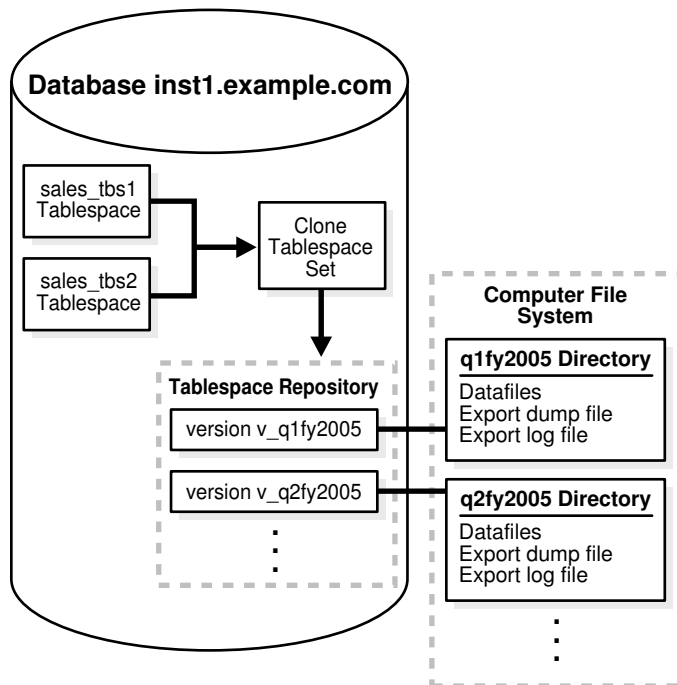 Database inst1.example.com
sales_tbs1
Tablespace
sales_tbs2
Tablespace
Clone
Tablespace
Set
Tablespace Repository
version v_q1fy2005
version v_q2fy2005
Computer File
System
q1fy2005 Directory
Datafiles
Export dump file
Export log file
q2fy2005 Directory
Datafiles
Export dump file
Export log file